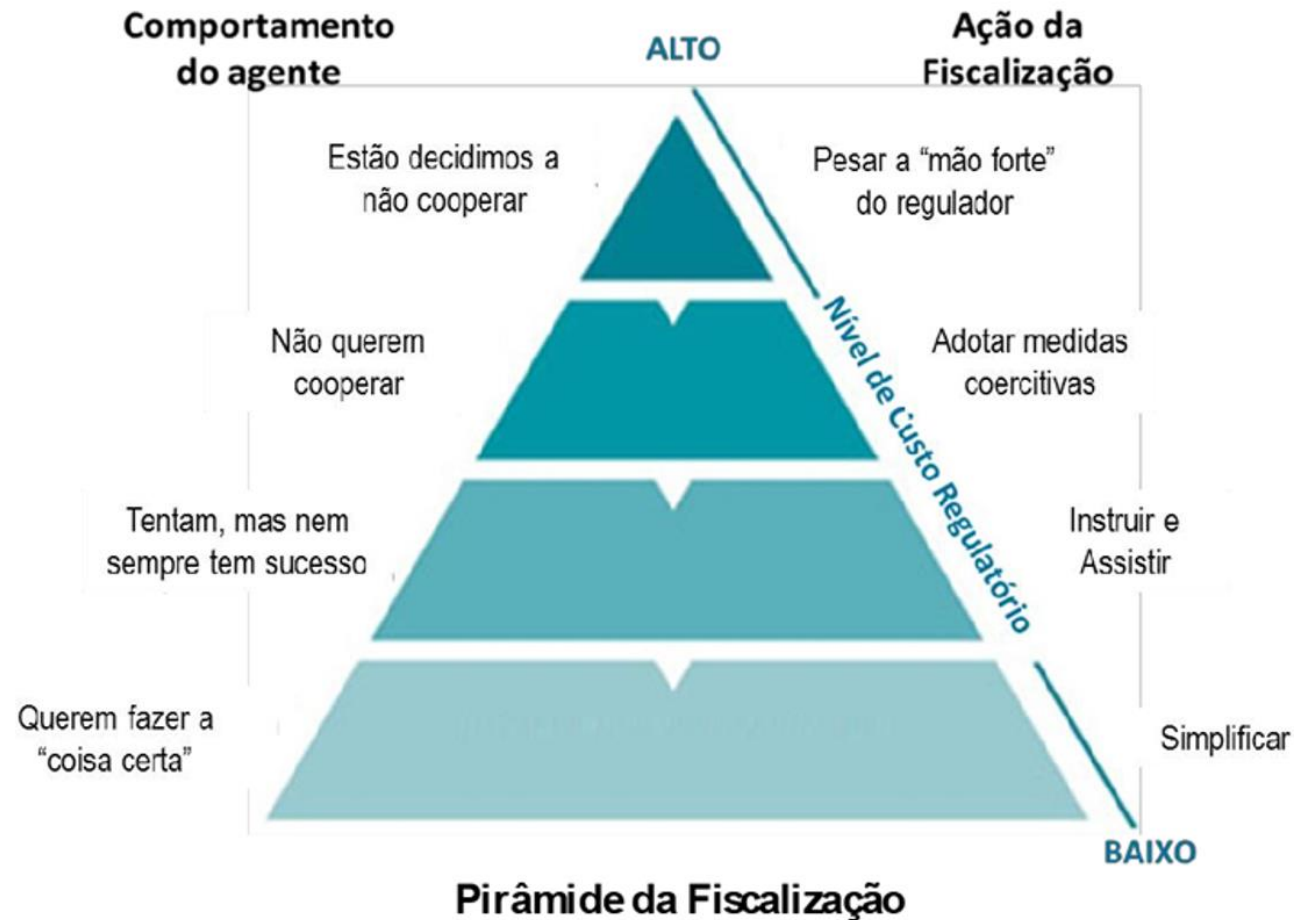 Comportamento
do agente
ALTO
Ação da
Fiscalização
Estão decidimos a
não cooperar
Pesar a “mão forte”
do regulador
Não querem
cooperar
Nível de Custo Regulatório
Adotar medidas
coercitivas
Tentam, mas nem
sempre tem sucesso
Instruir e
Assistir
Querem fazer a
“coisa certa”
Simplificar
BAIXO
Pirâmide da Fiscalização